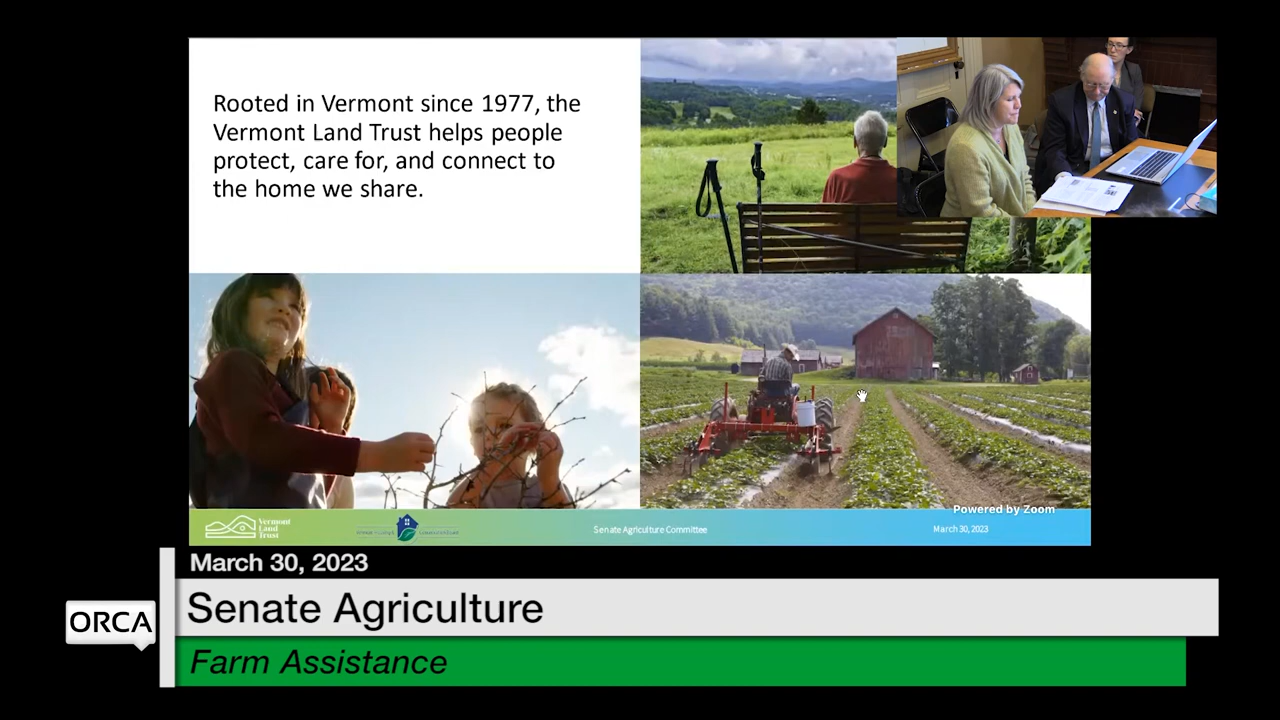 Rooted in Vermont since 1977, the
Vermont Land Trust helps people
protect, care for, and connect to
the home we share.
Powered by Zoom
Vermont
Land
Trust
Senate Agriculture Committee
March 30, 2023
March 30, 2023
Senate Agriculture
ORCA
Farm Assistance